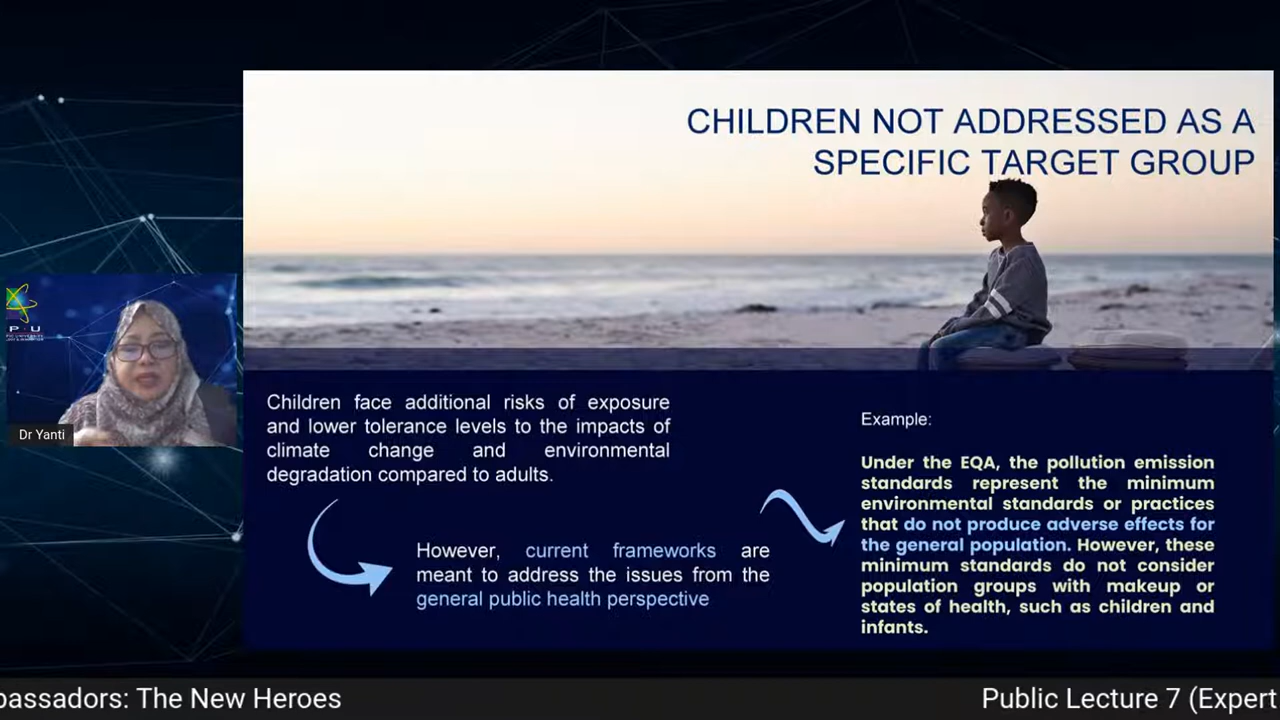 CHILDREN NOT ADDRESSED AS A
SPECIFIC TARGET GROUP
P U
Dr Yanti
Children face additional risks of exposure
and lower tolerance levels to the impacts of
climate change and environmental
degradation compared to adults.
However, current frameworks are
meant to address the issues from the
general public health perspective
Example:
Under the EQA, the pollution emission
standards represent the minimum
environmental standards or practices
that do not produce adverse effects for
the general population. However, these
minimum standards do not consider
population groups with makeup or
states of health, such as children and
infants.
bassadors: The New Heroes
Public Lecture 7 (Expert